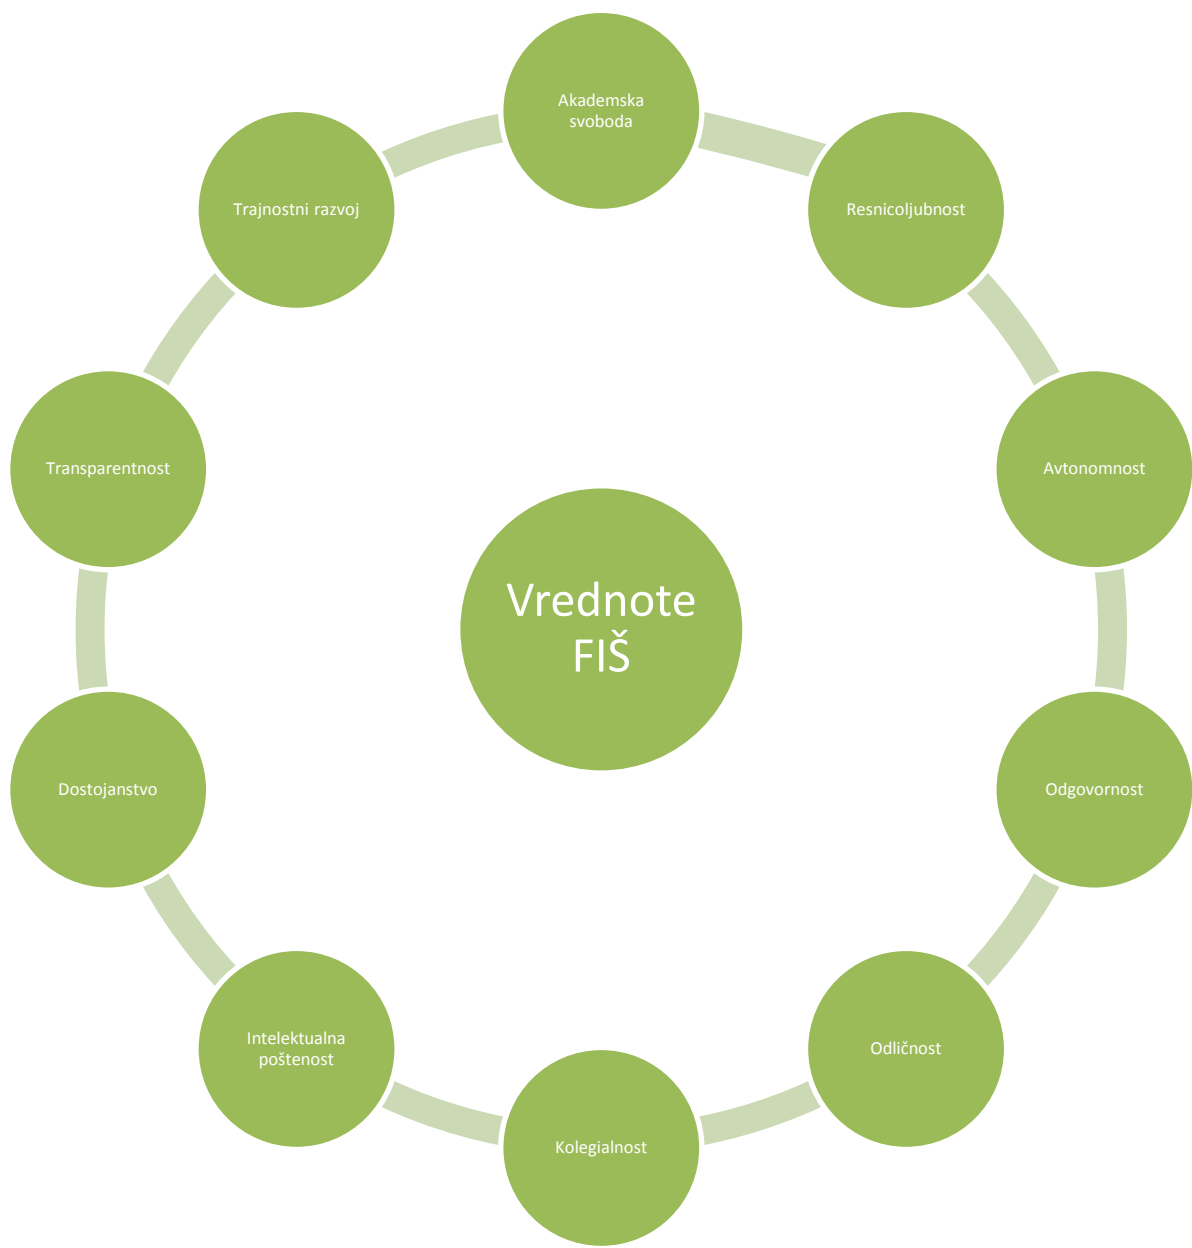 Akademska
svoboda
Resnicoljubnost
Avtonomnost
Odgovornost
Odličnost
Kolegialnost
Intelektualna
poštenost
Dostojanstvo
Transparentnost
Trajnostni razvoj
Vrednote
FIŠ